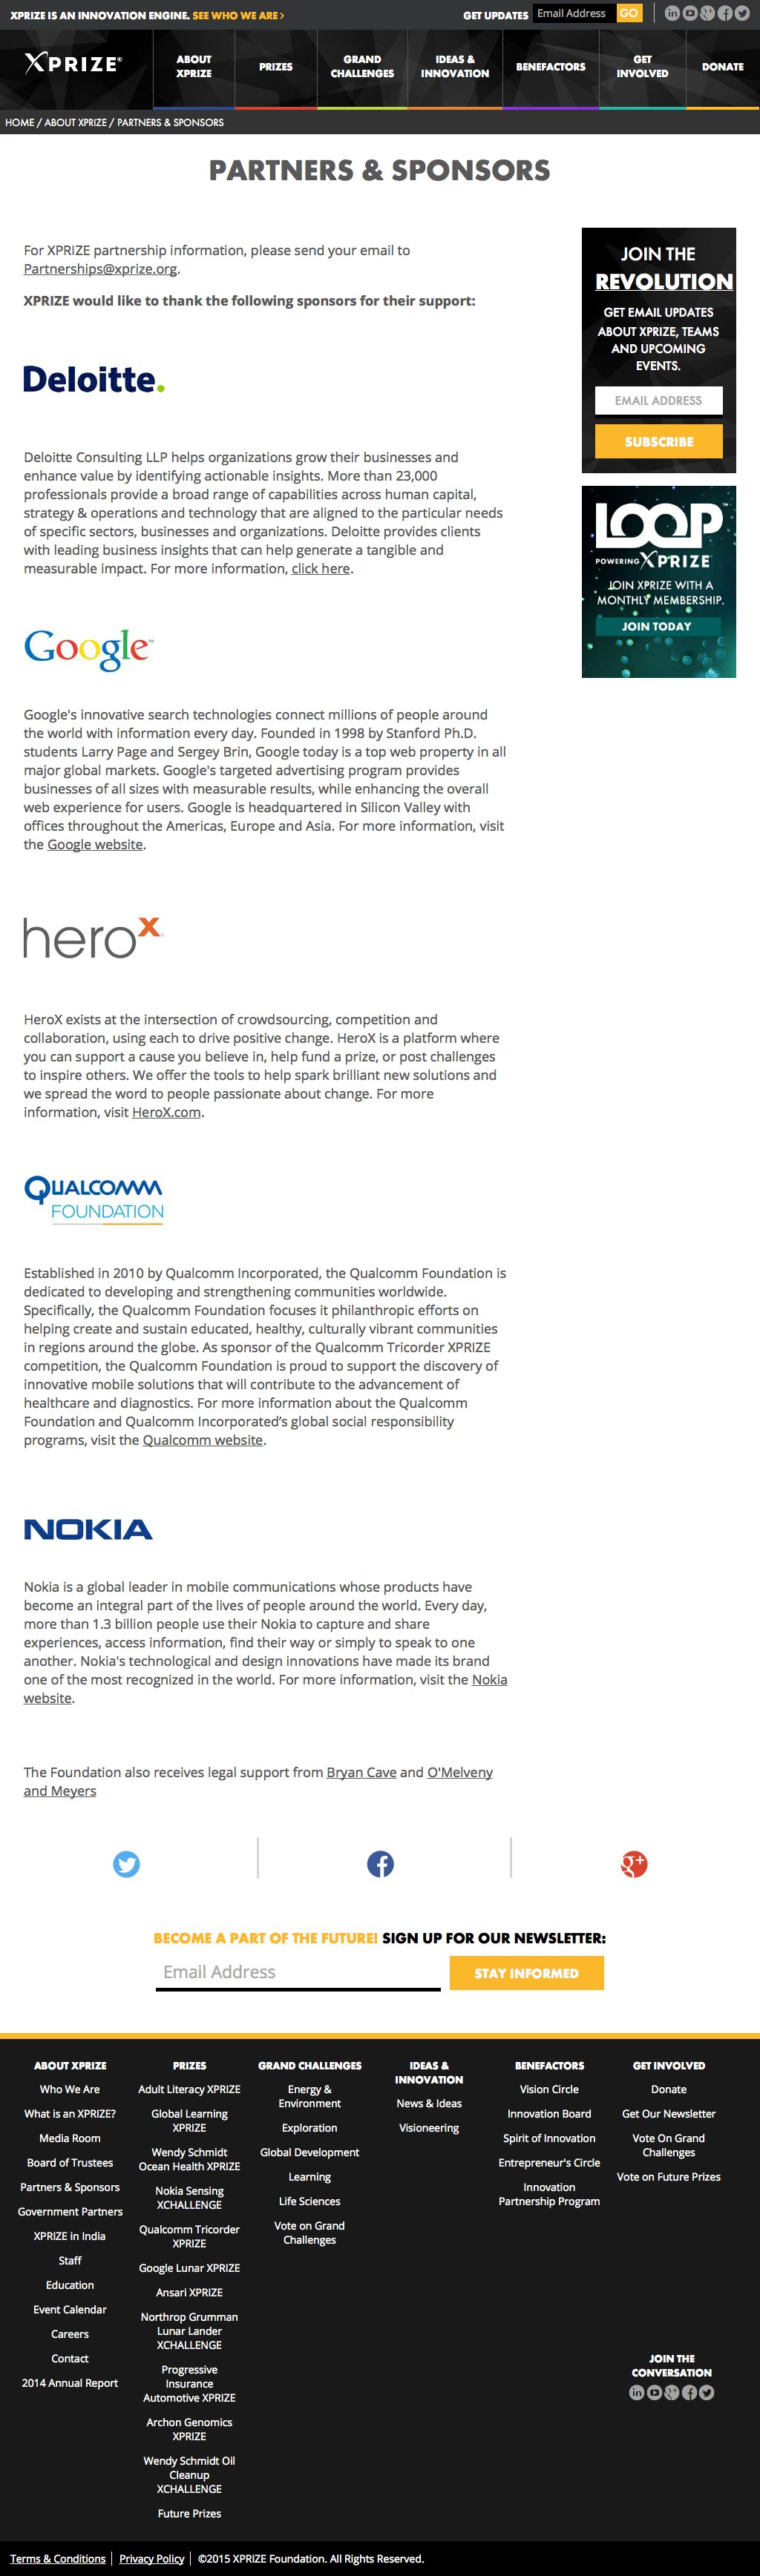 XPRIZE IS AN INNOVATION ENGINE. SEE WHO WE ARE >
GET UPDATES Email Address GO
XPRIZE®
ABOUT
XPRIZE
PRIZES
GRAND
CHALLENGES
IDEAS &
INNOVATION
BENEFACTORS
GET
INVOLVED
DONATE
HOME / ABOUT XPRIZE / PARTNERS & SPONSORS
PARTNERS & SPONSORS
For XPRIZE partnership information, please send your email to
Partnerships@xprize.org.
XPRIZE would like to thank the following sponsors for their support:
Deloitte.
Deloitte Consulting LLP helps organizations grow their businesses and
enhance value by identifying actionable insights. More than 23,000
professionals provide a broad range of capabilities across human capital,
strategy & operations and technology that are aligned to the particular needs
of specific sectors, businesses and organizations. Deloitte provides clients
with leading business insights that can help generate a tangible and
measurable impact. For more information, click here.
Google™
Google's innovative search technologies connect millions of people around
the world with information every day. Founded in 1998 by Stanford Ph.D.
students Larry Page and Sergey Brin, Google today is a top web property in all
major global markets. Google's targeted advertising program provides
businesses of all sizes with measurable results, while enhancing the overall
web experience for users. Google is headquartered in Silicon Valley with
offices throughout the Americas, Europe and Asia. For more information, visit
the Google website.
herox
HeroX exists at the intersection of crowdsourcing, competition and
collaboration, using each to drive positive change. HeroX is a platform where
you can support a cause you believe in, help fund a prize, or post challenges
to inspire others. We offer the tools to help spark brilliant new solutions and
we spread the word to people passionate about change. For more
information, visit HeroX.com.
QUALCOMM
FOUNDATION
Established in 2010 by Qualcomm Incorporated, the Qualcomm Foundation is
dedicated to developing and strengthening communities worldwide.
Specifically, the Qualcomm Foundation focuses it philanthropic efforts on
helping create and sustain educated, healthy, culturally vibrant communities
in regions around the globe. As sponsor of the Qualcomm Tricorder XPRIZE
competition, the Qualcomm Foundation is proud to support the discovery of
innovative mobile solutions that will contribute to the advancement of
healthcare and diagnostics. For more information about the Qualcomm
Foundation and Qualcomm Incorporated’s global social responsibility
programs, visit the Qualcomm website.
NOKIA
Nokia is a global leader in mobile communications whose products have
become an integral part of the lives of people around the world. Every day,
more than 1.3 billion people use their Nokia to capture and share
experiences, access information, find their way or simply to speak to one
another. Nokia's technological and design innovations have made its brand
one of the most recognized in the world. For more information, visit the Nokia
website.
The Foundation also receives legal support from Bryan Cave and O'Melveny
and Meyers
JOIN THE
REVOLUTION
GET EMAIL UPDATES
ABOUT XPRIZE, TEAMS
AND UPCOMING
EVENTS.
EMAIL ADDRESS
SUBSCRIBE
LOOP™
POWERING XPRIZE
JOIN XPRIZE WITH A
MONTHLY MEMBERSHIP.
JOIN TODAY
BECOME A PART OF THE FUTURE! SIGN UP FOR OUR NEWSLETTER:
Email Address
STAY INFORMED
ABOUT XPRIZE
Who We Are
What is an XPRIZE?
Media Room
Board of Trustees
Partners & Sponsors
Government Partners
XPRIZE in India
Staff
Education
Event Calendar
Careers
Contact
2014 Annual Report
PRIZES
Adult Literacy XPRIZE
Global Learning
XPRIZE
Wendy Schmidt
Ocean Health XPRIZE
Nokia Sensing
XCHALLENGE
Qualcomm Tricorder
XPRIZE
Google Lunar XPRIZE
Ansari XPRIZE
Northrop Grumman
Lunar Lander
XCHALLENGE
Progressive
Insurance
Automotive XPRIZE
Archon Genomics
XPRIZE
Wendy Schmidt Oil
Cleanup
XCHALLENGE
Future Prizes
GRAND CHALLENGES
Energy &
Environment
Exploration
Global Development
Learning
Life Sciences
Vote on Grand
Challenges
IDEAS &
INNOVATION
News & Ideas
Visioneering
BENEFACTORS
Vision Circle
Innovation Board
Spirit of Innovation
Entrepreneur's Circle
Innovation
Partnership Program
GET INVOLVED
Donate
Get Our Newsletter
Vote On Grand
Challenges
Vote on Future Prizes
JOIN THE
CONVERSATION
Terms & Conditions | Privacy Policy | ©2015 XPRIZE Foundation. All Rights Reserved.